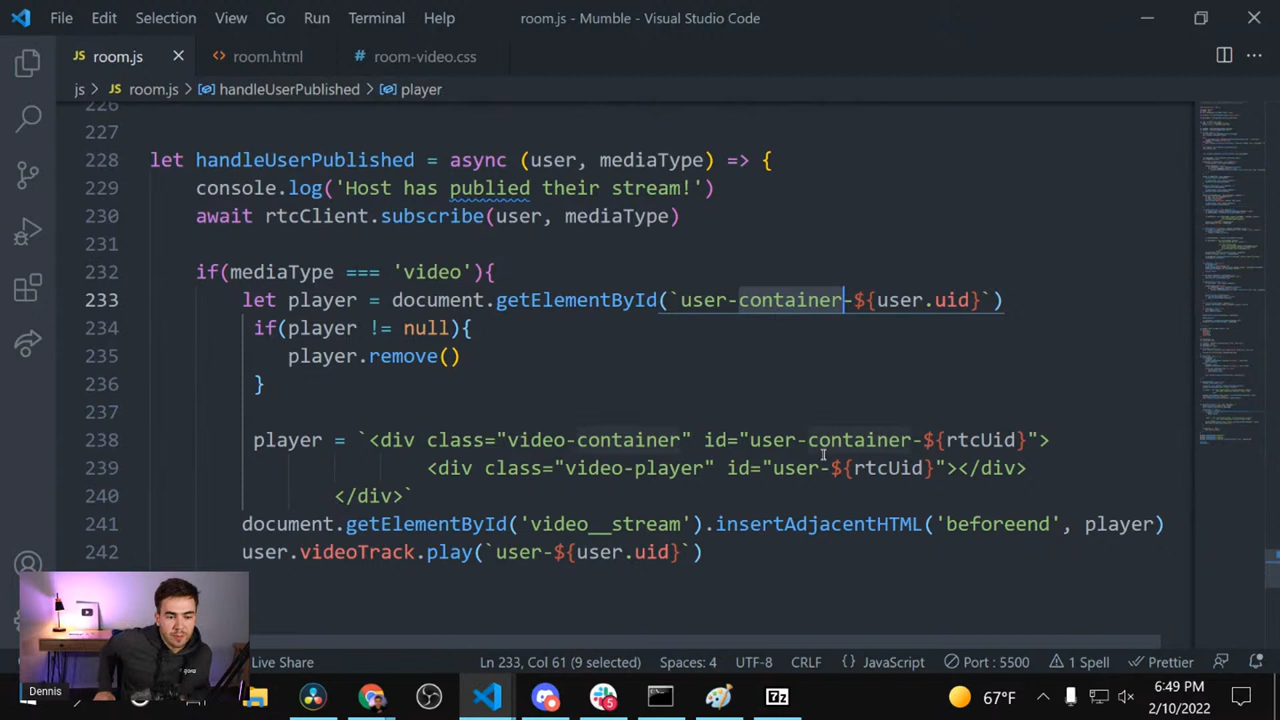 File Edit Selection View Go Run Terminal Help room.js - Mumble - Visual Studio Code
JS room.js room.html # room-video.css
js > JS room.js > handleUserPublished > player
226
227
228 let handleUserPublished = async (user, mediaType) => {
229 console.log('Host has publied their stream!')
230 await rtcClient.subscribe(user, mediaType)
231
232 if(mediaType === 'video'){
233 let player = document.getElementById(`user-container-${user.uid}`)
234 if(player != null){
235 player.remove()
236 }
237
238 player = `<div class="video-container" id="user-container-${rtcUid}">
239 <div class="video-player" id="user-${rtcUid}"></div>
240 </div>`
241 document.getElementById('video__stream').insertAdjacentHTML('beforeend', player)
242 user.videoTrack.play(`user-${user.uid}`)
Live Share Ln 233, Col 61 (9 selected) Spaces: 4 UTF-8 CRLF {} JavaScript Port : 5500 1 Spell Prettier
Dennis 5 7z 67°F 6:49 PM
2/10/2022